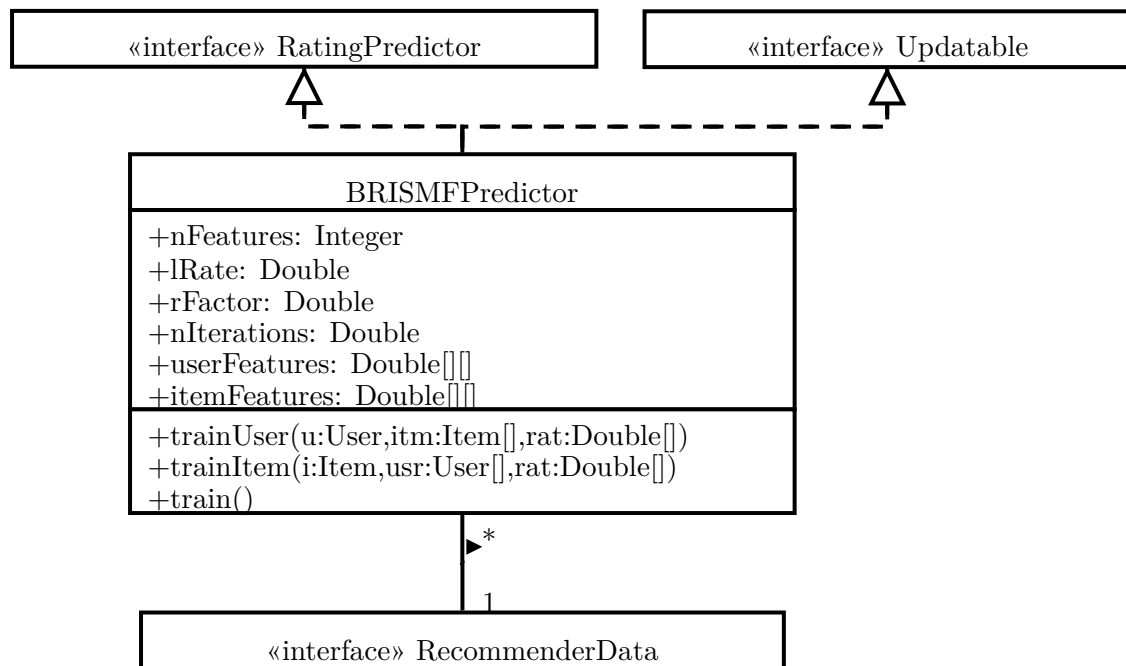 «interface» RatingPredictor
«interface» Updatable
BRISMFPredictor
+nFeatures: Integer
+lRate: Double
+rFactor: Double
+nIterations: Double
+userFeatures: Double[][]
+itemFeatures: Double[][]
+trainUser(u:User,itm:Item[],rat:Double[])
+trainItem(i:Item,usr:User[],rat:Double[])
+train()
*
1
«interface» RecommenderData